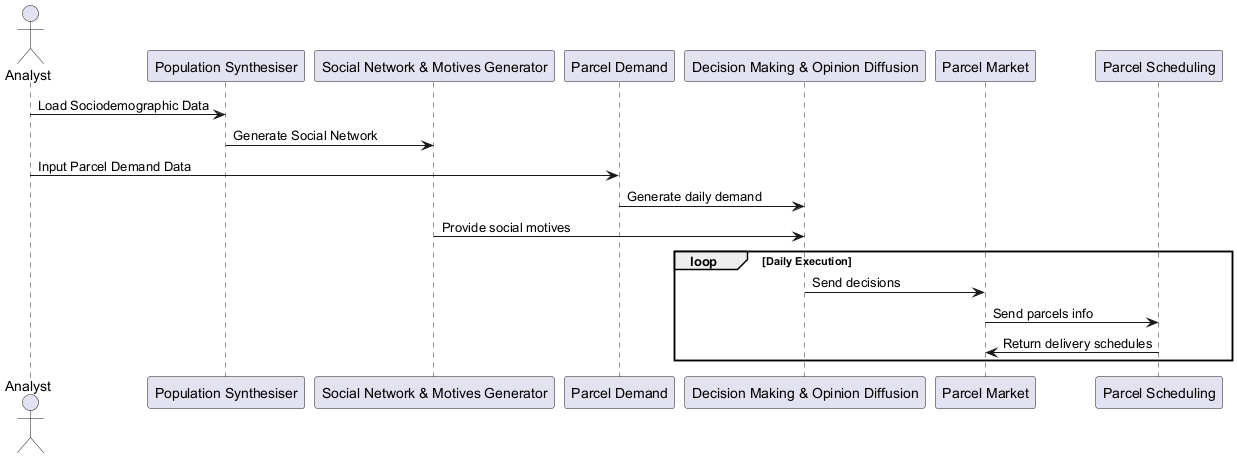 Analyst
Population Synthesiser
Social Network & Motives Generator
Parcel Demand
Decision Making & Opinion Diffusion
Parcel Market
Parcel Scheduling
Load Sociodemographic Data
Generate Social Network
Input Parcel Demand Data
Generate daily demand
Provide social motives
loop
[Daily Execution]
Send decisions
Send parcels info
Return delivery schedules
Analyst
Population Synthesiser
Social Network & Motives Generator
Parcel Demand
Decision Making & Opinion Diffusion
Parcel Market
Parcel Scheduling